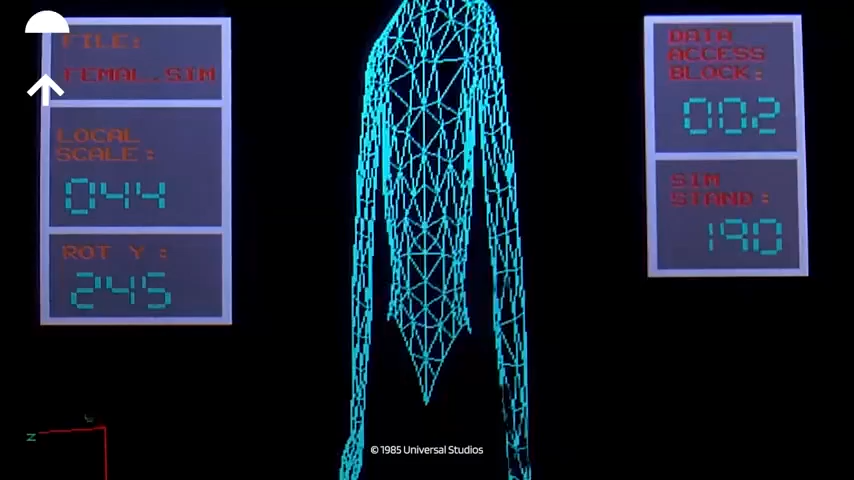 FILE:
FEMAL.SIM
LOCAL
SCALE:
044
ROT Y :
245
DATA
ACCESS
BLOCK:
002
SIM
STAND:
190
N
© 1985 Universal Studios